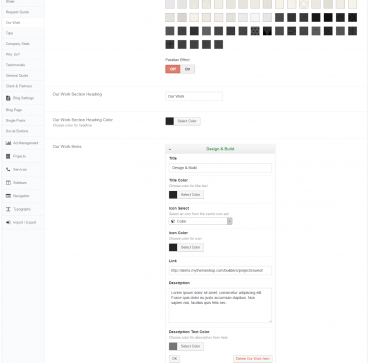 Request Quote
Our Work
Tabs
Company Stats
Why Us?
Testimonials
General Quote
Clients & Partners
Blog Settings
Blog Page
Single Posts
Social Buttons
Ad Management
Projects
Services
Sidebars
Navigation
Typography
Import / Export
Parallax Effect
Off On
Our Work Section Heading
Our Work
Our Work Section Heading Color
Choose color for headline
Select Color
Our Work Items
Design & Build
Title
Design & Build
Title Color
Choose color for title text
Select Color
Icon Select
Select an icon from the vast icon set
Cube
Icon Color
Choose color for icon
Select Color
Link
http://demo.mythemeshop.com/builders/projects/sword/
Description
Lorem ipsum dolor sit amet, consectetur adipiscing elit.
Fusce quis dolor eu justo accumsan dapibus. Nam
sapien nisi, facilisis quis felis nec.
Description Text Color
Choose color for description from here
Select Color
OK
Delete Our Work Item